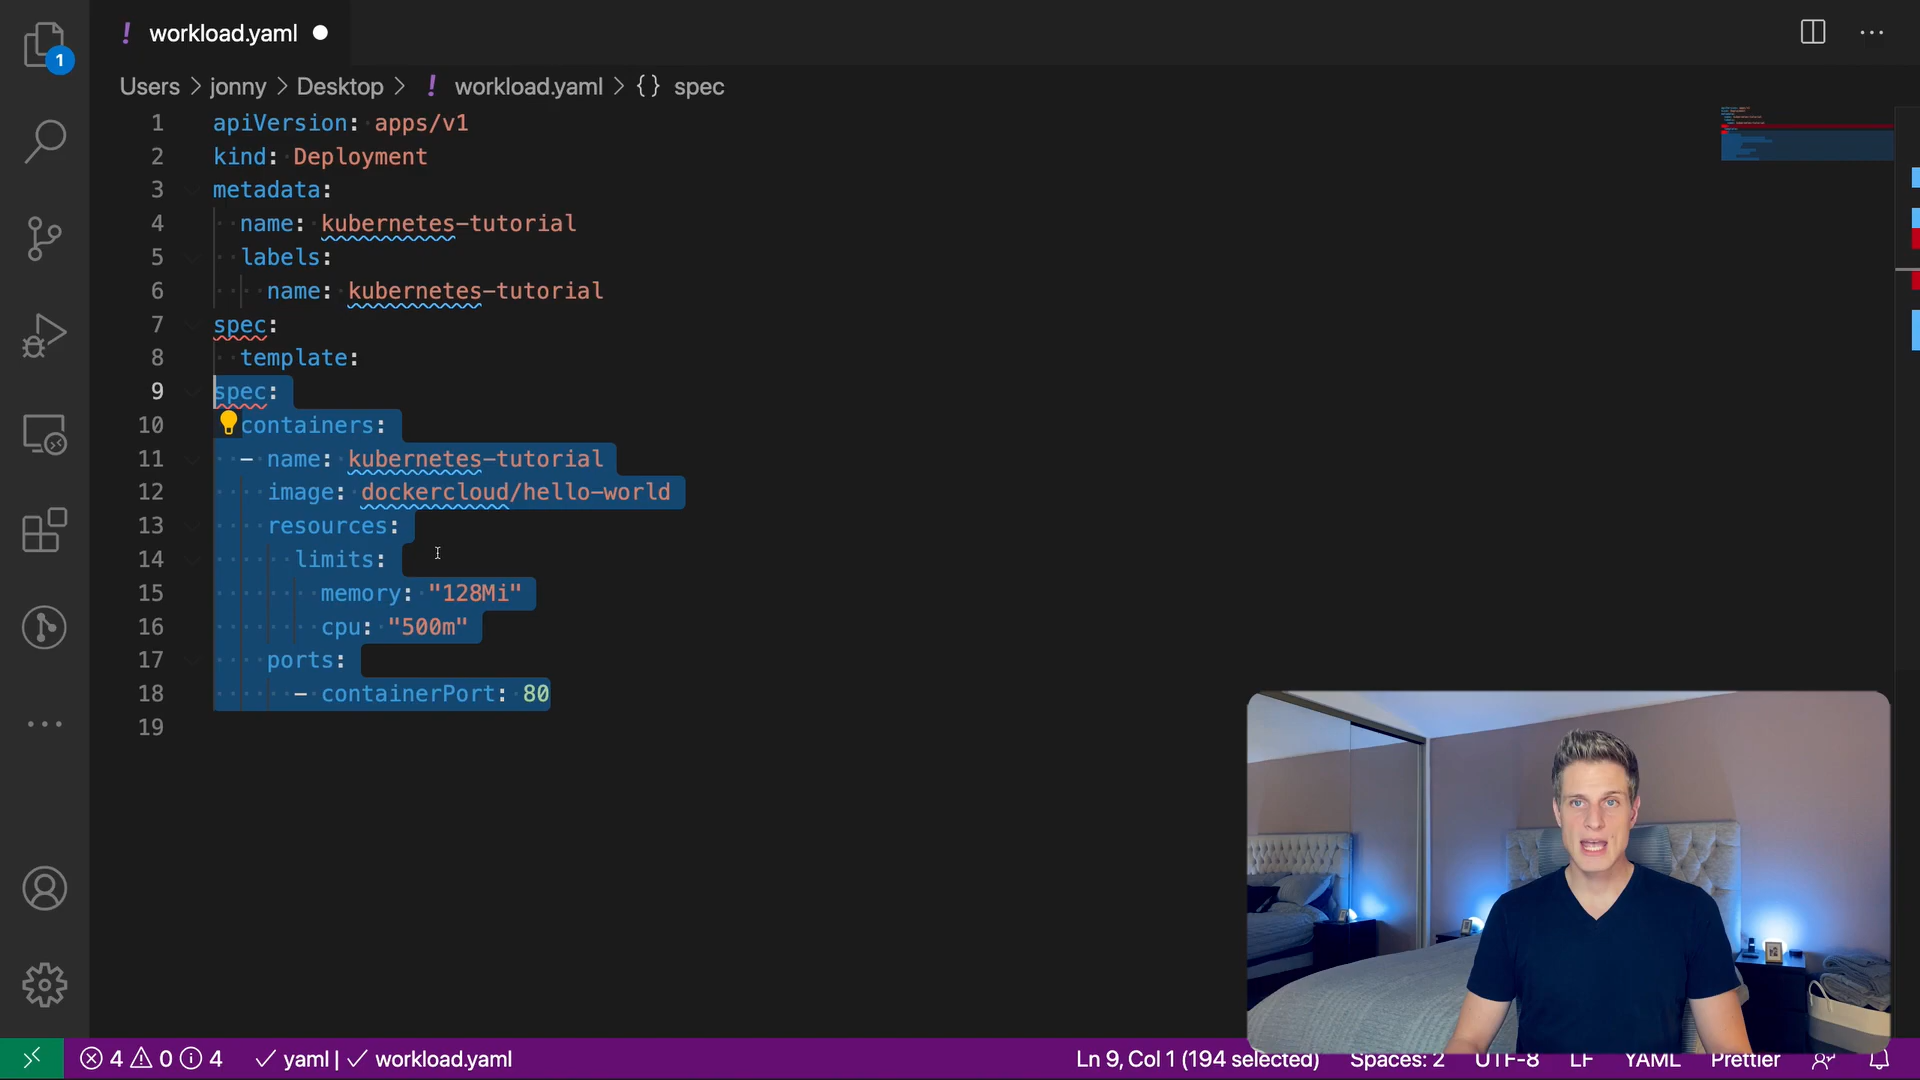 1
! workload.yaml
Users > jonny > Desktop > ! workload.yaml > {} spec
1 apiVersion: apps/v1
2 kind: Deployment
3 metadata:
4   name: kubernetes-tutorial
5   labels:
6     name: kubernetes-tutorial
7 spec:
8   template:
9 spec:
10   containers:
11   - name: kubernetes-tutorial
12     image: dockercloud/hello-world
13     resources:
14       limits:
15         memory: "128Mi"
16         cpu: "500m"
17     ports:
18       - containerPort: 80
19
4 0 4 yaml | workload.yaml Ln 9, Col 1 (194 selected) Spaces: 2 UTF-8 LF YAML Prettier